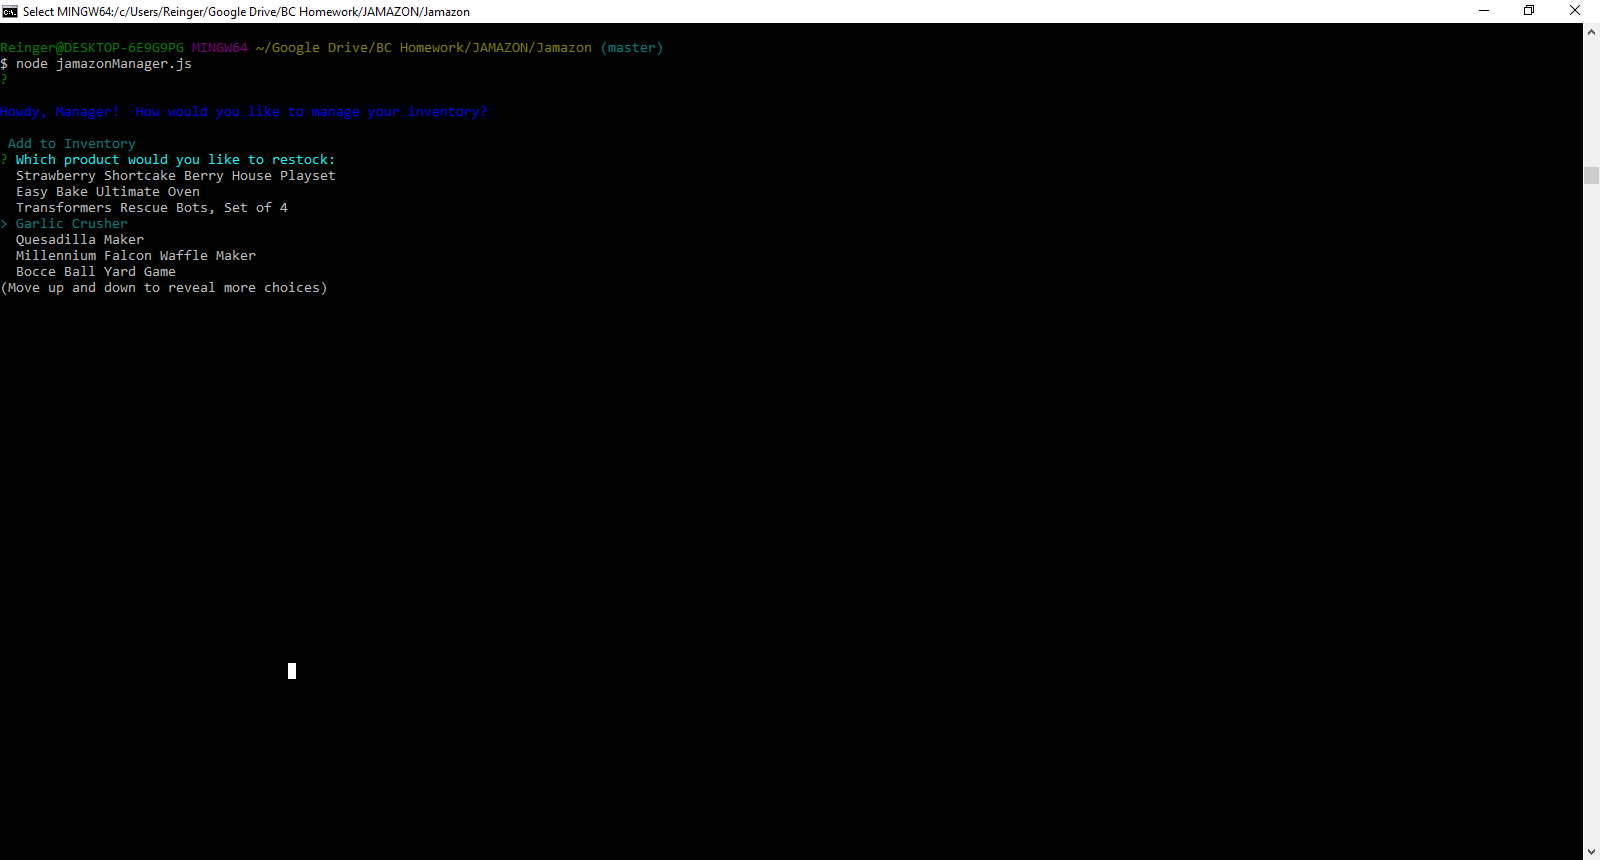 Select MINGW64:/c/Users/Reinger/Google Drive/BC Homework/JAMAZON/Jamazon
Reinger@DESKTOP-6E9G9PG MINGW64 ~/Google Drive/BC Homework/JAMAZON/Jamazon (master)
$ node jamazonManager.js
?
Howdy, Manager!  How would you like to manage your inventory?
Add to Inventory
? Which product would you like to restock:
Strawberry Shortcake Berry House Playset
Easy Bake Ultimate Oven
Transformers Rescue Bots, Set of 4
> Garlic Crusher
Quesadilla Maker
Millennium Falcon Waffle Maker
Bocce Ball Yard Game
(Move up and down to reveal more choices)